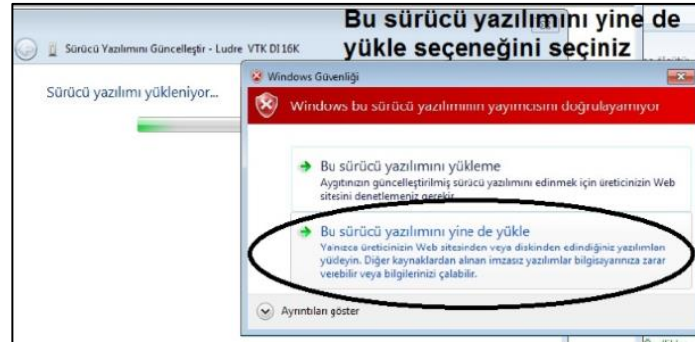 Bu sürücü yazılımını yine de
yükle seçeneğini seçiniz
Sürücü Yazılımını Güncelleştir - Ludre VTK DI16K
Sürücü yazılımı yükleniyor...
Windows Güvenliği
Windows bu sürücü yazılımının yayımcısını doğrulayamıyor
Bu sürücü yazılımını yükleme
Aygıtınızın güncelleştirilmiş sürücü yazılımını edinmek için üreticinizin Web
sitesini denetlemeniz gerekir.
Bu sürücü yazılımını yine de yükle
Yalnızca üreticinizin Web sitesinden veya diskinden edindiğiniz yazılımları
yükleyin. Diğer kaynaklardan alınan imzasız yazılımlar bilgisayarınıza zarar
verebilir veya bilgilerinizi çalabilir.
Ayrıntıları göster